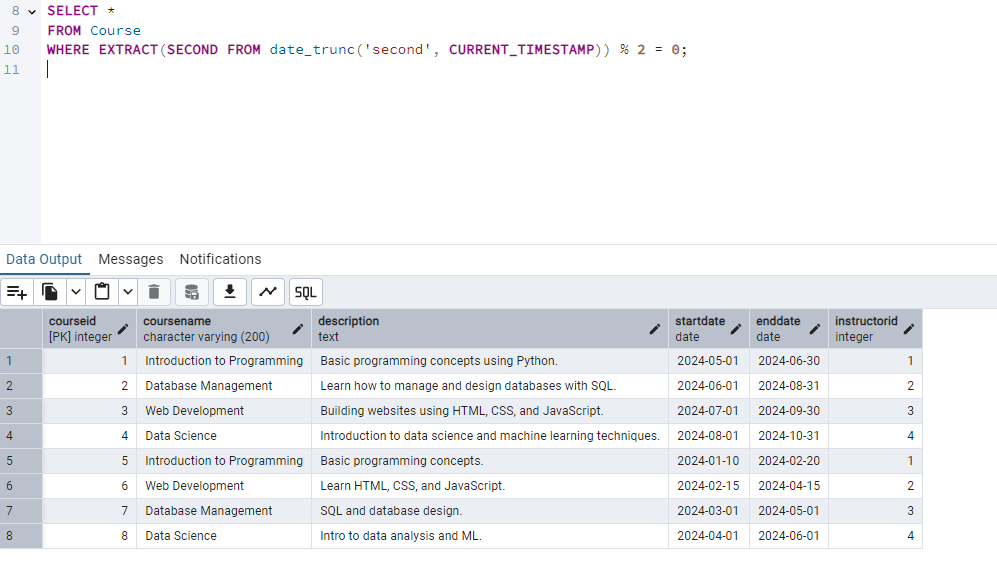 8 SELECT *
9 FROM Course
10 WHERE EXTRACT(SECOND FROM date_trunc('second', CURRENT_TIMESTAMP)) % 2 = 0;
11
Data Output Messages Notifications
SQL
courseid coursename description startdate enddate instructorid
[PK] integer character varying (200) text date date integer
1 1 Introduction to Programming Basic programming concepts using Python. 2024-05-01 2024-06-30 1
2 2 Database Management Learn how to manage and design databases with SQL. 2024-06-01 2024-08-31 2
3 3 Web Development Building websites using HTML, CSS, and JavaScript. 2024-07-01 2024-09-30 3
4 4 Data Science Introduction to data science and machine learning techniques. 2024-08-01 2024-10-31 4
5 5 Introduction to Programming Basic programming concepts. 2024-01-10 2024-02-20 1
6 6 Web Development Learn HTML, CSS, and JavaScript. 2024-02-15 2024-04-15 2
7 7 Database Management SQL and database design. 2024-03-01 2024-05-01 3
8 8 Data Science Intro to data analysis and ML. 2024-04-01 2024-06-01 4